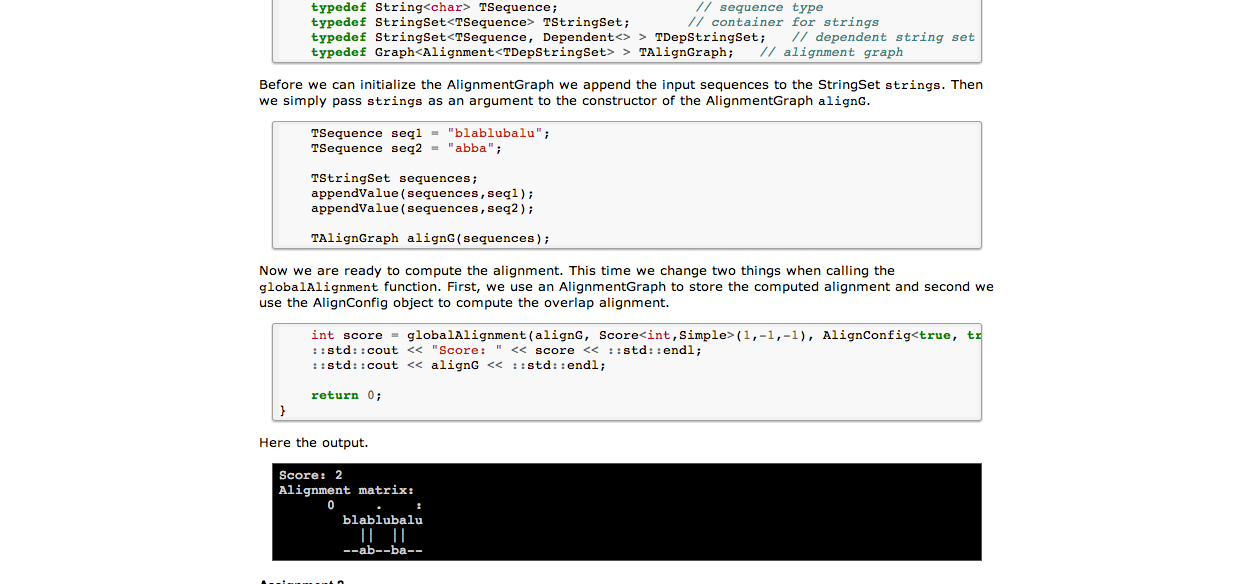 typedef String<char> TSequence; // sequence type
typedef StringSet<TSequence> TStringSet; // container for strings
typedef StringSet<TSequence, Dependent<> > TDepStringSet; // dependent string set
typedef Graph<Alignment<TDepStringSet> > TAlignGraph; // alignment graph
Before we can initialize the AlignmentGraph we append the input sequences to the StringSet strings. Then
we simply pass strings as an argument to the constructor of the AlignmentGraph alignG.
TSequence seq1 = "blablubalu";
TSequence seq2 = "abba";
TStringSet sequences;
appendValue(sequences,seq1);
appendValue(sequences,seq2);
TAlignGraph alignG(sequences);
Now we are ready to compute the alignment. This time we change two things when calling the
globalAlignment function. First, we use an AlignmentGraph to store the computed alignment and second we
use the AlignConfig object to compute the overlap alignment.
int score = globalAlignment(alignG, Score<int,Simple>(1,-1,-1), AlignConfig<true, tr
::std::cout << "Score: " << score << ::std::endl;
::std::cout << alignG << ::std::endl;
return 0;
}
Here the output.
Score: 2
Alignment matrix:
0 . :
blablubalu
||  ||
--ab--ba--